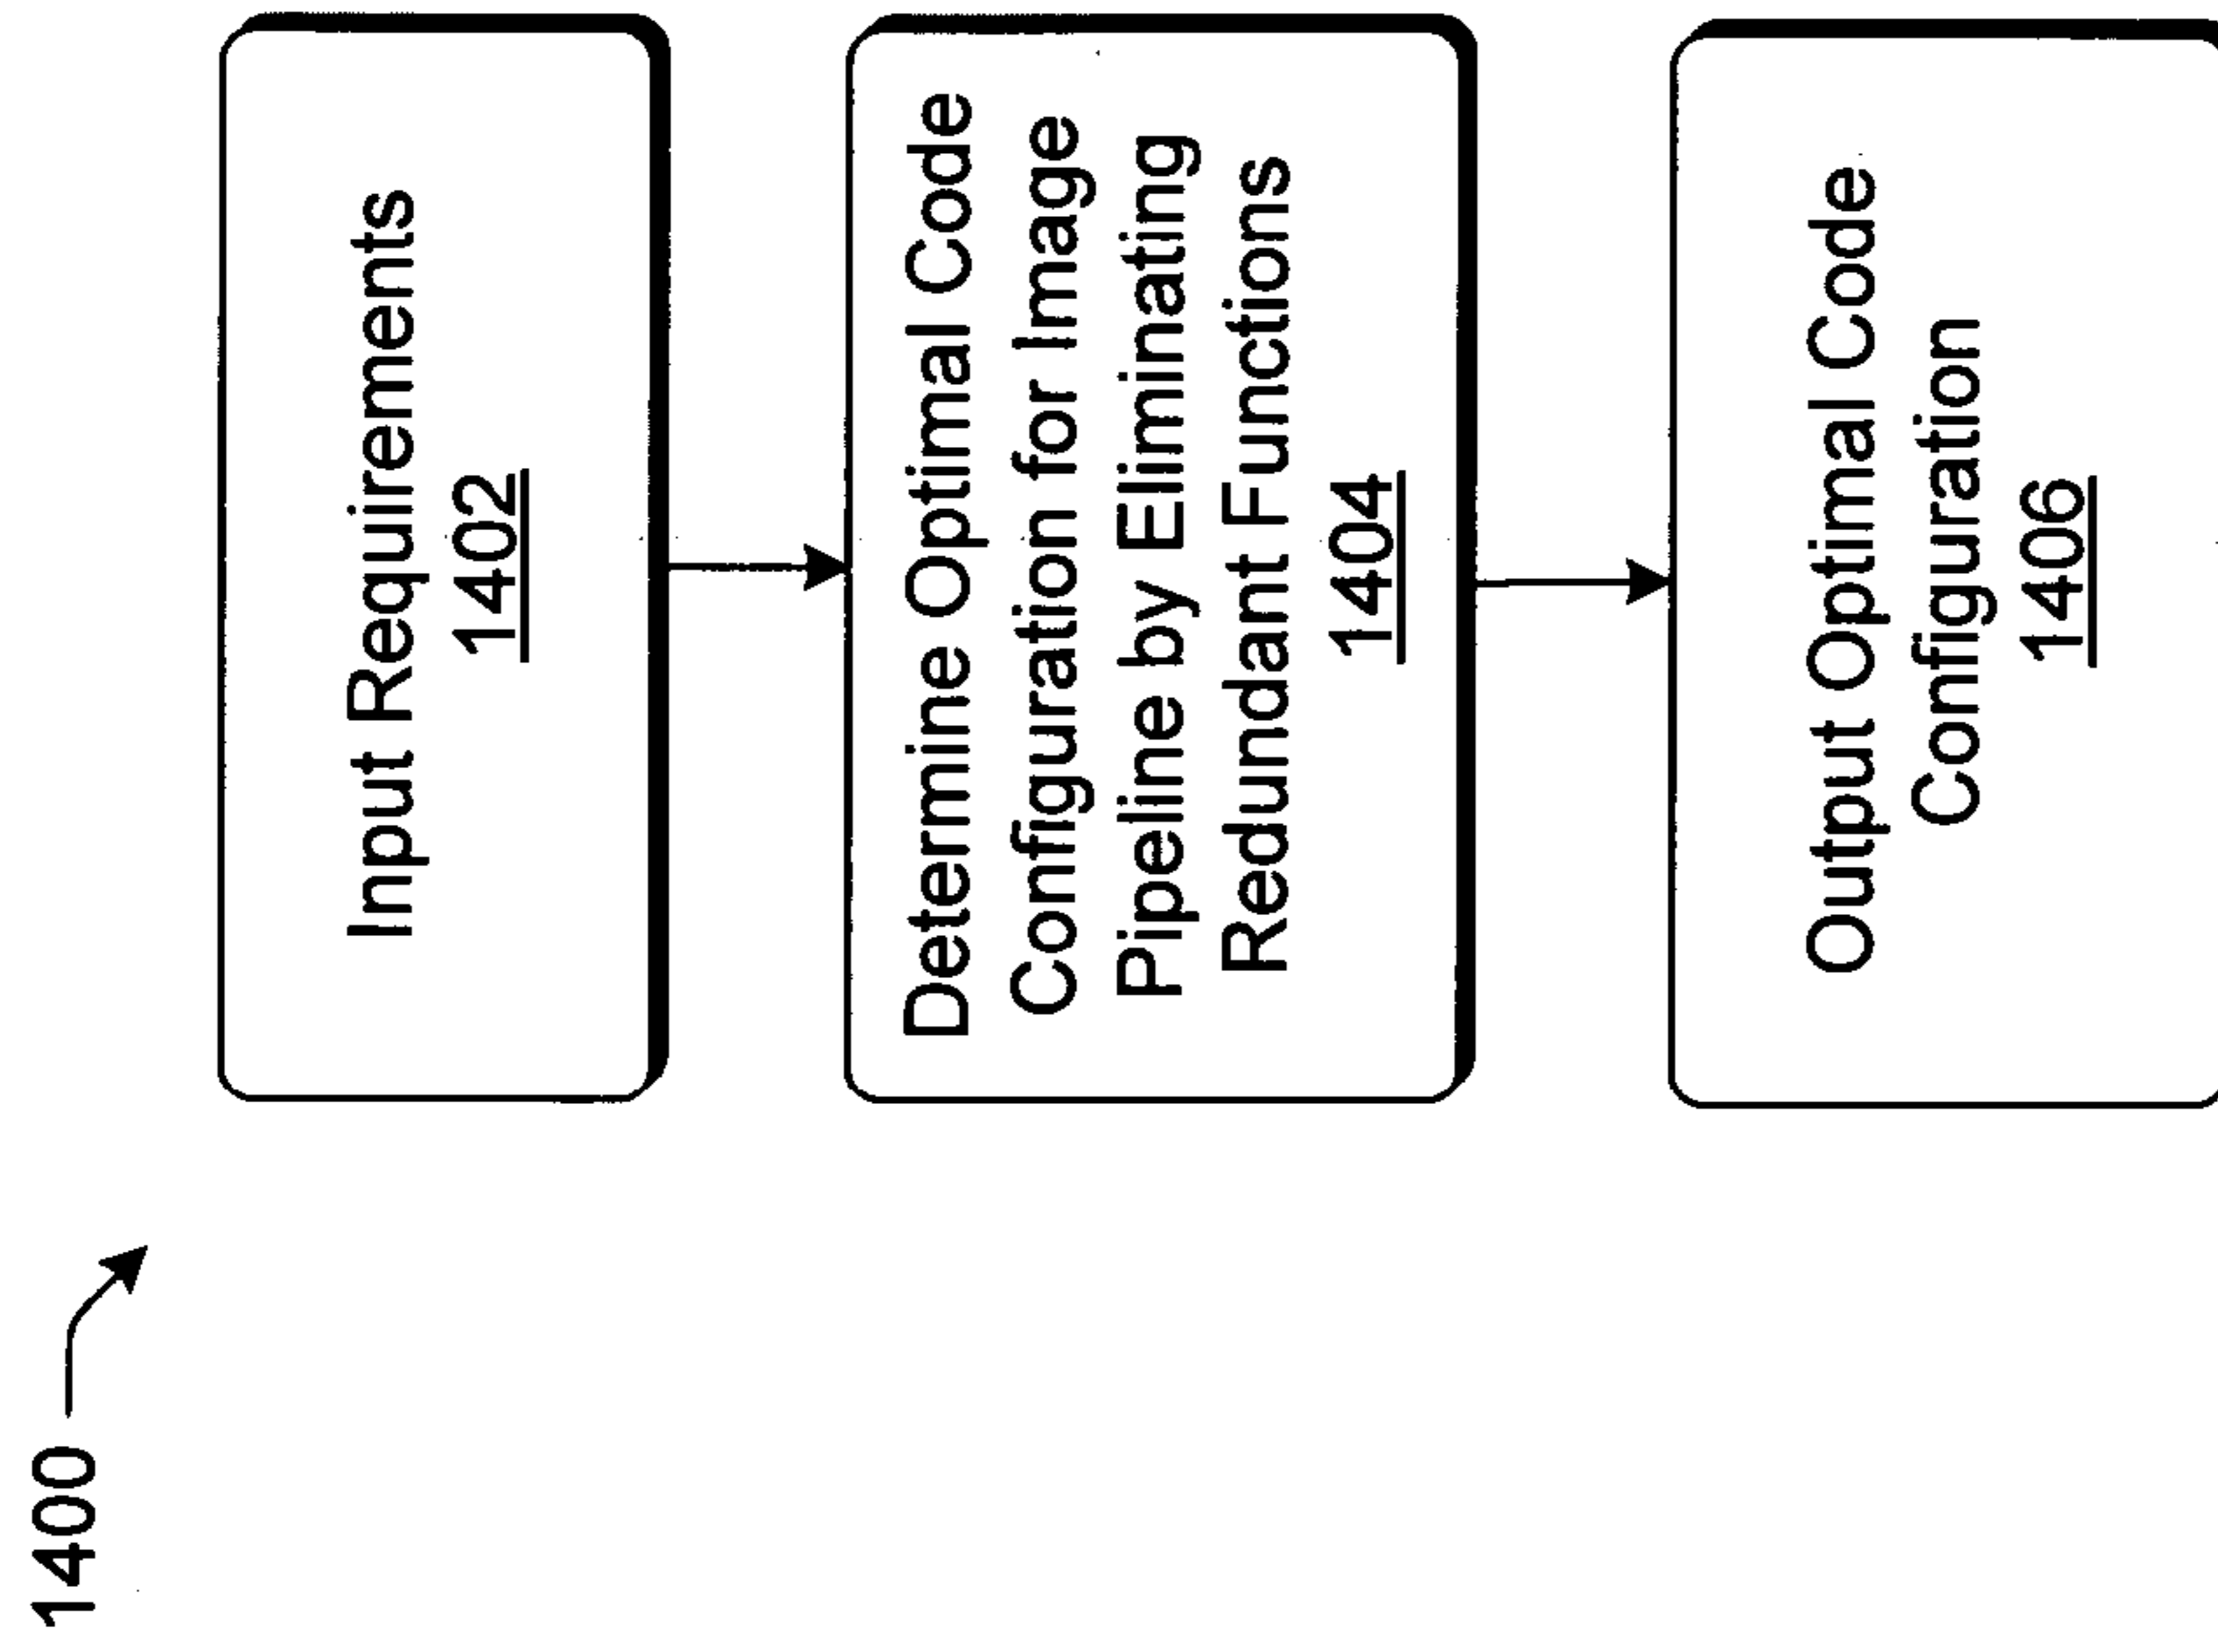 1400
Input Requirements
1402
Determine Optimal Code
Configuration for Image
Pipeline by Eliminating
Redundant Functions
1404
Output Optimal Code
Configuration
1406